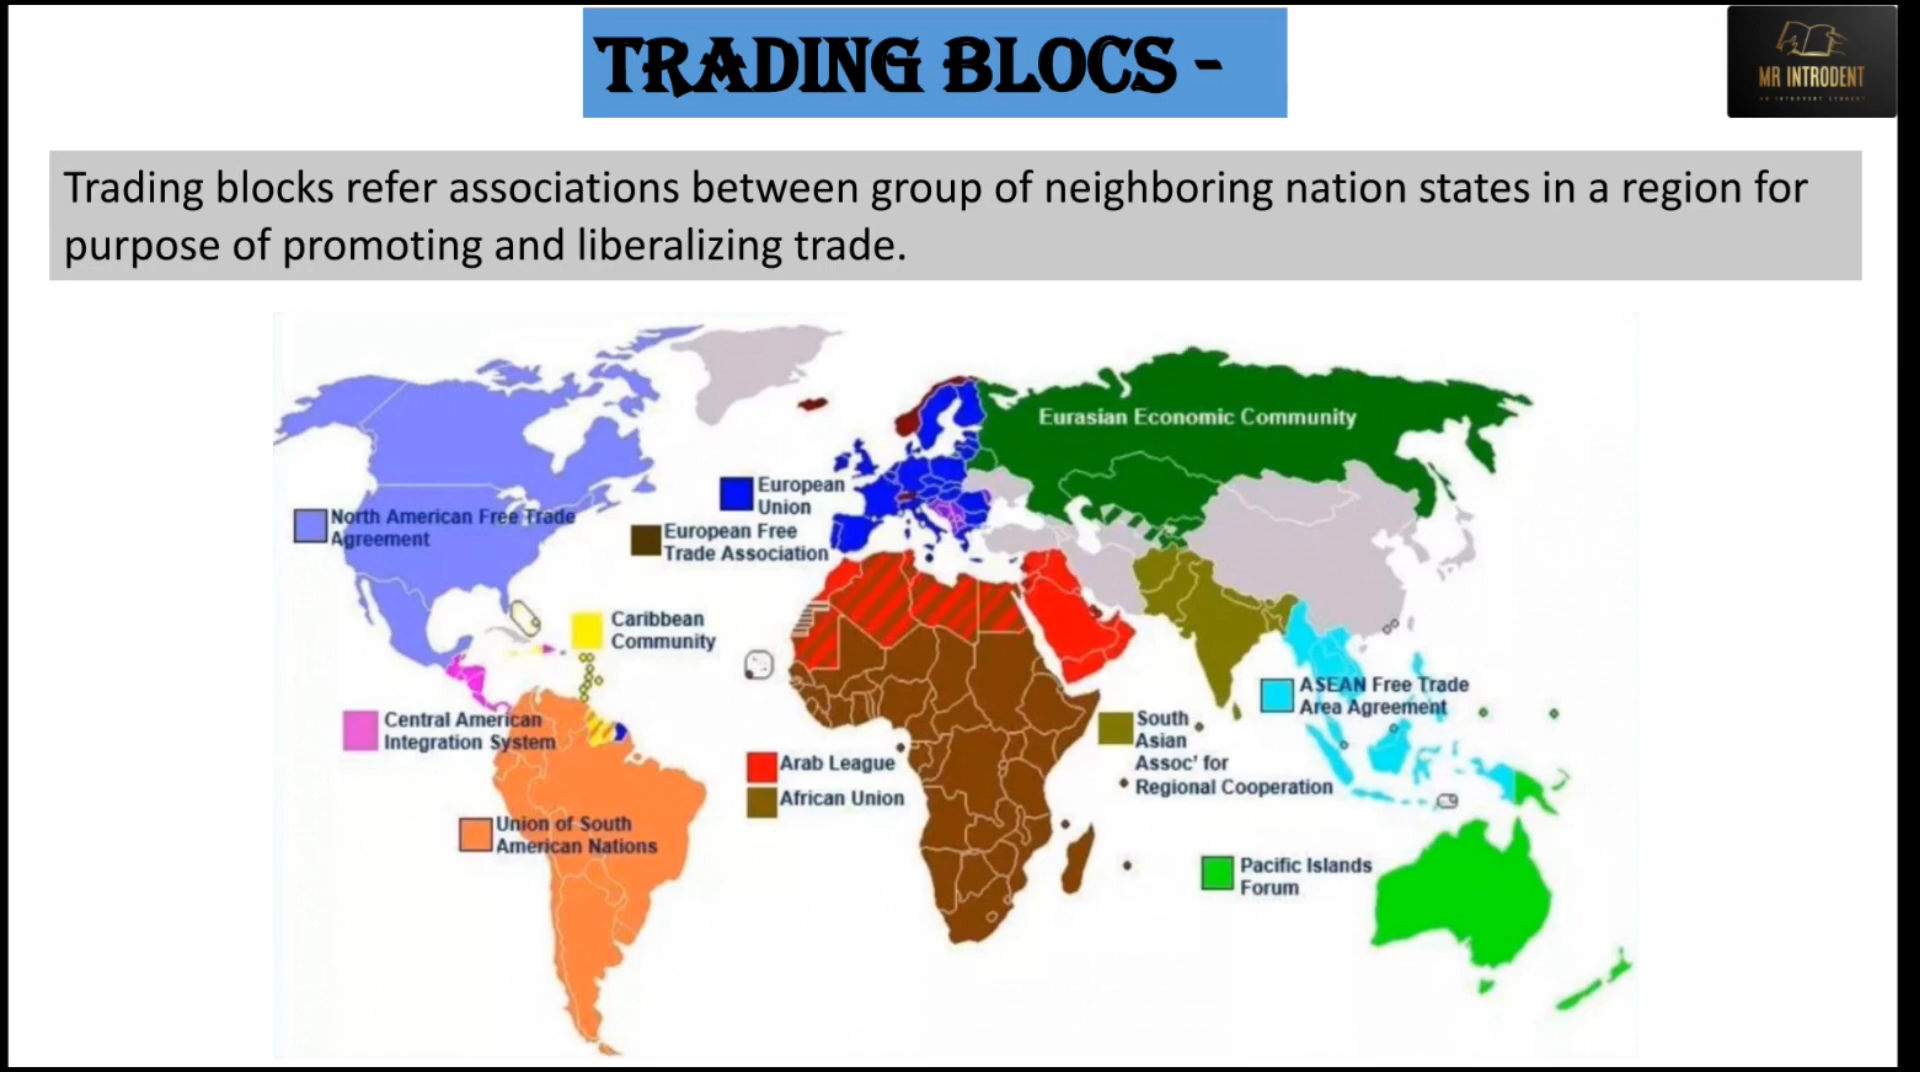 TRADING BLOCS -
MR INTRODENT
Trading blocks refer associations between group of neighboring nation states in a region for
purpose of promoting and liberalizing trade.
Eurasian Economic Community
European
Union
North American Free Trade
Agreement
European Free
Trade Association
Caribbean
Community
Central American
Integration System
Union of South
American Nations
Arab League
African Union
South
Asian
Assoc' for
Regional Cooperation
ASEAN Free Trade
Area Agreement
Pacific Islands
Forum